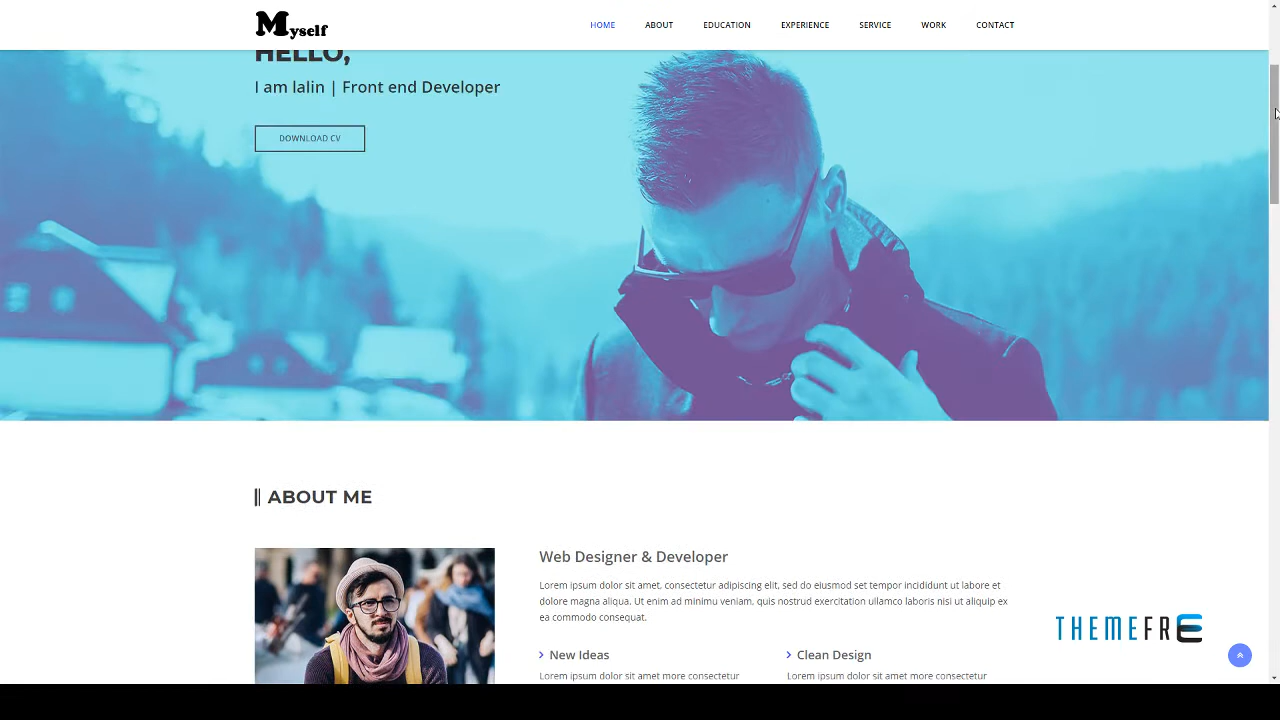 Myself
HOME ABOUT EDUCATION EXPERIENCE SERVICE WORK CONTACT
HELLO,
I am lalin | Front end Developer
DOWNLOAD CV
ABOUT ME
Web Designer & Developer
Lorem ipsum dolor sit amet, consectetur adipiscing elit, sed do eiusmod set tempor incididunt ut labore et
dolore magna aliqua. Ut enim ad minimu veniam, quis nostrud exercitation ullamco laboris nisi ut aliquip ex
ea commodo consequat.
New Ideas
Lorem ipsum dolor sit amet more consectetur
Clean Design
Lorem ipsum dolor sit amet more consectetur
THEMEFRE